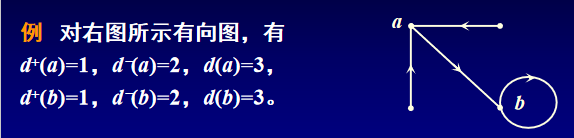 例 对右图所示有向图，有
d⁺(a)=1，d⁻(a)=2，d(a)=3，
d⁺(b)=1，d⁻(b)=2，d(b)=3。
a
b